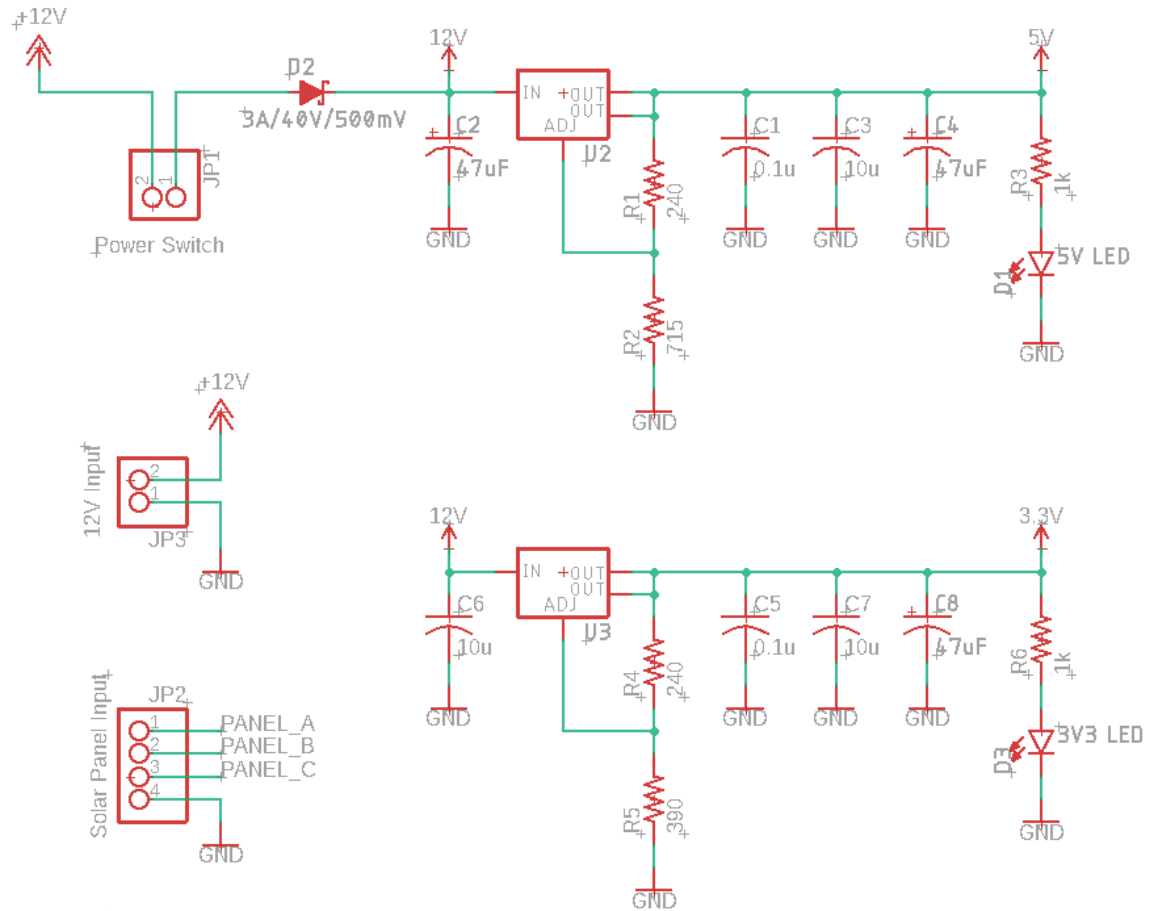 +12V
D2
3A/40V/500mV
2
1
JP1
Power Switch
12V
C2
47uF
IN
+OUT
OUT
ADJ
U2
R1
240
R2
715
GND
GND
C1
0.1u
GND
C3
10u
GND
C4
47uF
GND
5V
R3
1k
5V LED
D1
GND
+12V
12V Input
2
1
JP3
GND
Solar Panel Input
JP2
1
2
3
4
PANEL_A
PANEL_B
PANEL_C
GND
12V
C6
10u
GND
IN
+OUT
OUT
ADJ
U3
R4
240
R5
390
GND
C5
0.1u
GND
C7
10u
GND
C8
47uF
GND
3.3V
R6
1k
3V3 LED
D3
GND